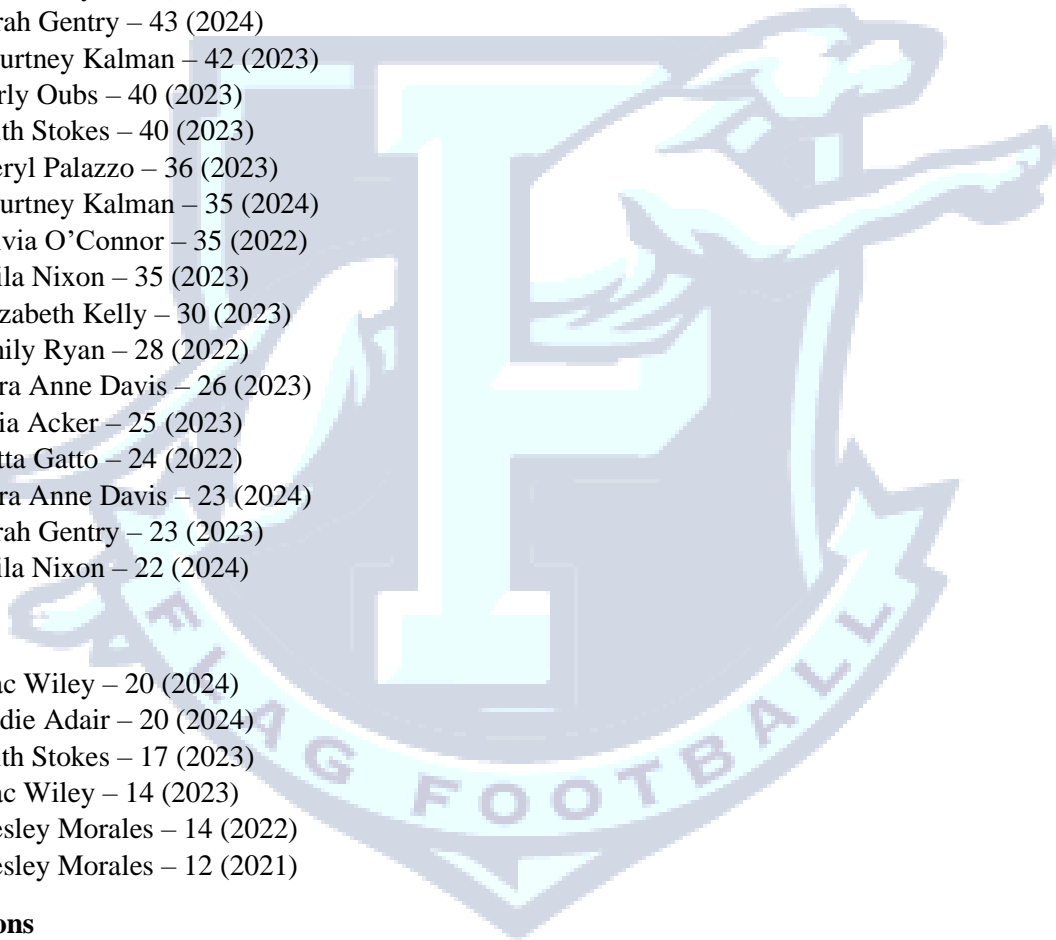 rah Gentry – 43 (2024)
urtney Kalman – 42 (2023)
rly Oubs – 40 (2023)
ith Stokes – 40 (2023)
eryl Palazzo – 36 (2023)
urtney Kalman – 35 (2024)
ivia O’Connor – 35 (2022)
ila Nixon – 35 (2023)
zabeth Kelly – 30 (2023)
ily Ryan – 28 (2022)
ra Anne Davis – 26 (2023)
ia Acker – 25 (2023)
tta Gatto – 24 (2022)
ra Anne Davis – 23 (2024)
rah Gentry – 23 (2023)
ila Nixon – 22 (2024)
ac Wiley – 20 (2024)
die Adair – 20 (2024)
ith Stokes – 17 (2023)
ac Wiley – 14 (2023)
esley Morales – 14 (2022)
esley Morales – 12 (2021)
ons
F
FLAG FOOTBALL